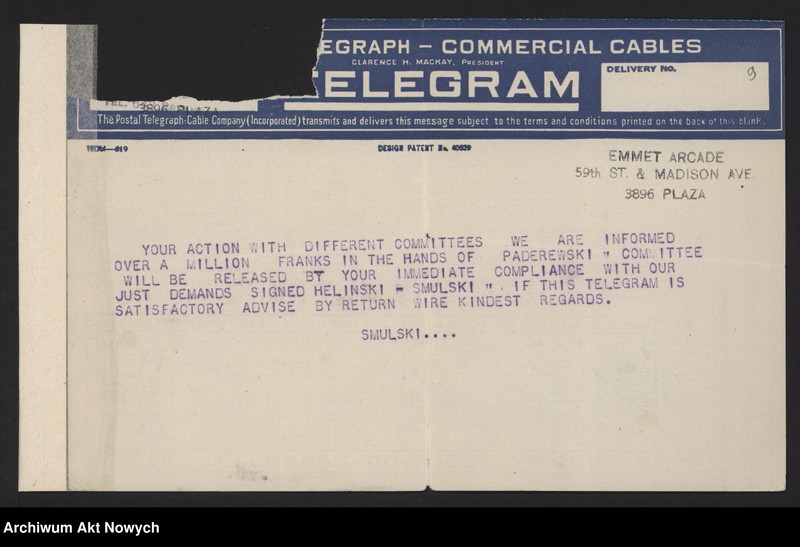 EGRAPH - COMMERCIAL CABLES
CLARENCE H. MACKAY, PRESIDENT.
TELEGRAM
DELIVERY No.
9
3896 PLAZA
The Postal Telegraph-Cable Company (Incorporated) transmits and delivers this message subject to the terms and conditions printed on the back of this blank.
DESIGN PATENT No. 40529
EMMET ARCADE
59th ST. & MADISON AVE
3896 PLAZA
YOUR ACTION WITH DIFFERENT COMMITTEES WE ARE INFORMED
OVER A MILLION FRANKS IN THE HANDS OF PADEREWSKI " COMMITTEE
WILL BE RELEASED BY YOUR IMMEDIATE COMPLIANCE WITH OUR
JUST DEMANDS SIGNED HELINSKI = SMULSKI " . IF THIS TELEGRAM IS
SATISFACTORY ADVISE BY RETURN WIRE KINDEST REGARDS.
SMULSKI....
Archiwum Akt Nowych